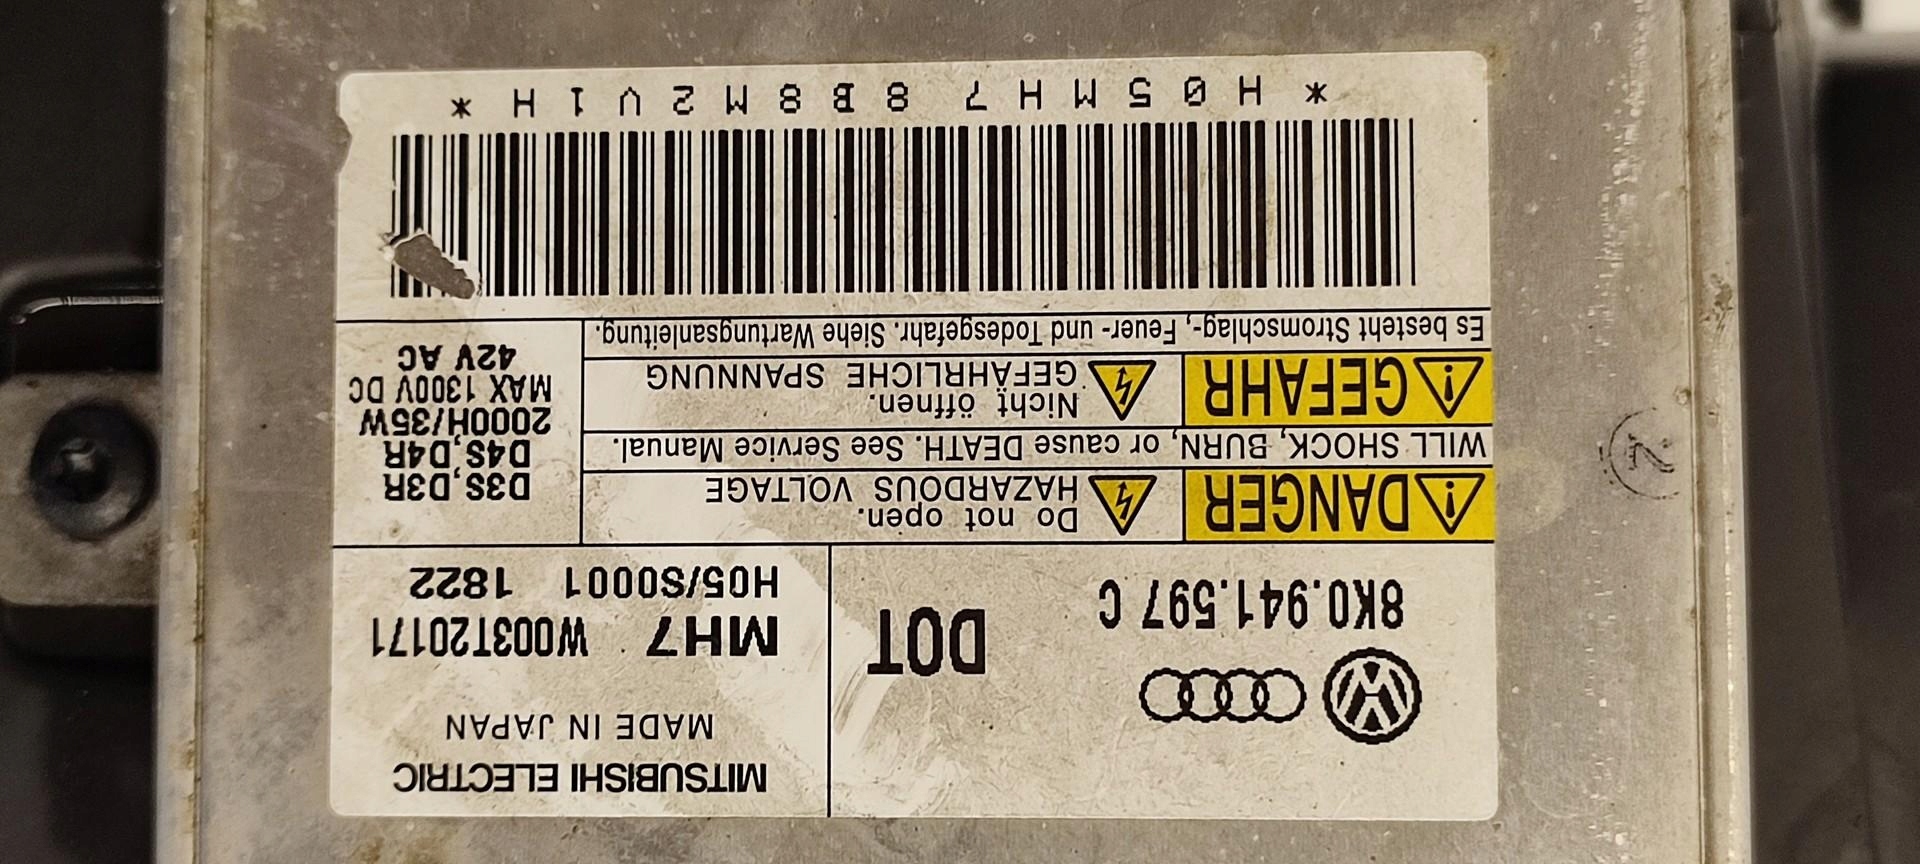 MITSUBISHI ELECTRIC
MADE IN JAPAN
8K0.941.597 C
DOT
MH7 W003T20171
H05/S0001 1822
DANGER
Do not open.
HAZARDOUS VOLTAGE
WILL SHOCK, BURN, or cause DEATH. See Service Manual.
GEFAHR
Nicht öffnen.
GEFÄHRLICHE SPANNUNG
Es besteht Stromschlag-, Feuer- und Todesgefahr. Siehe Wartungsanleitung.
D3S,D3R
D4S,D4R
2000H/35W
MAX 1300V DC
42V AC
* H 0 5 M H 7 8 B 8 M 2 V 1 H *